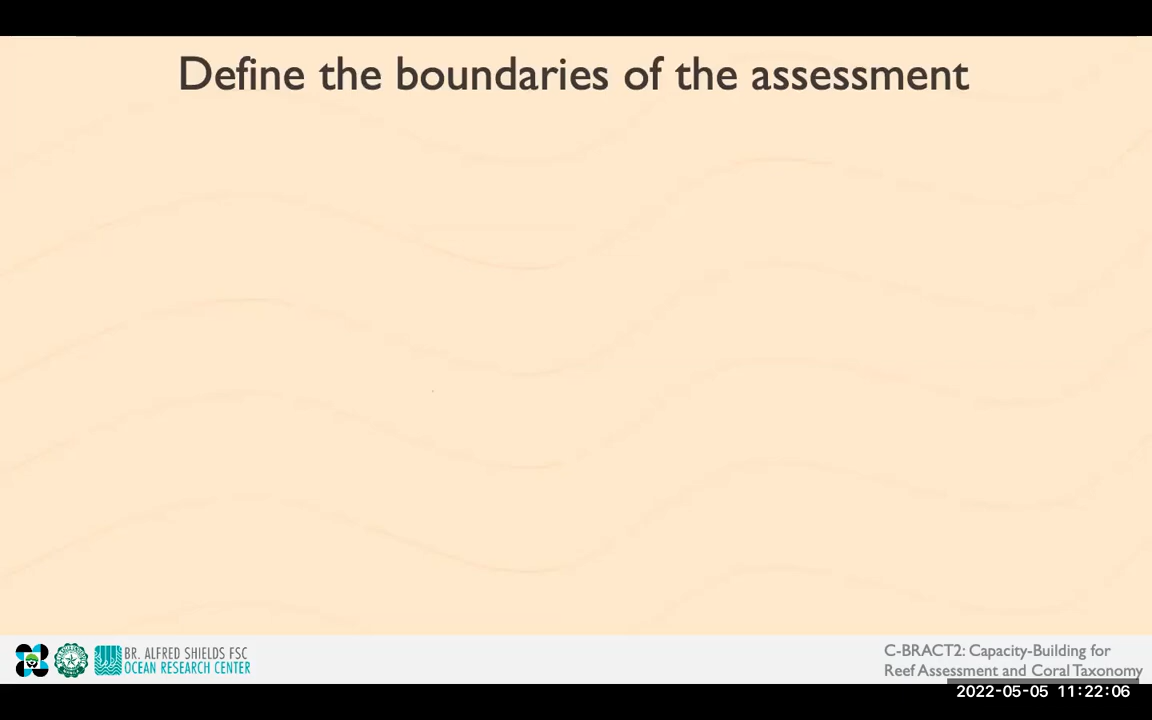 Define the boundaries of the assessment
BR. ALFRED SHIELDS FSC
OCEAN RESEARCH CENTER
C-BRACT2: Capacity-Building for
Reef Assessment and Coral Taxonomy
2022-05-05 11:22:06